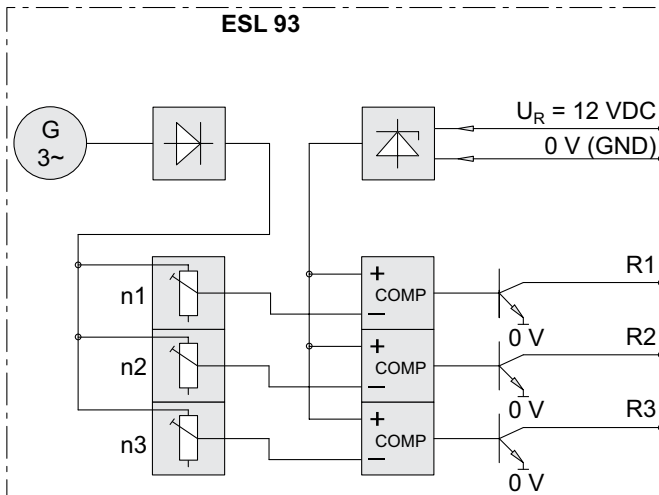 ESL 93
G
3~
U_R = 12 VDC
0 V (GND)
n1
+
COMP
−
R1
0 V
n2
+
COMP
−
R2
0 V
n3
+
COMP
−
R3
0 V